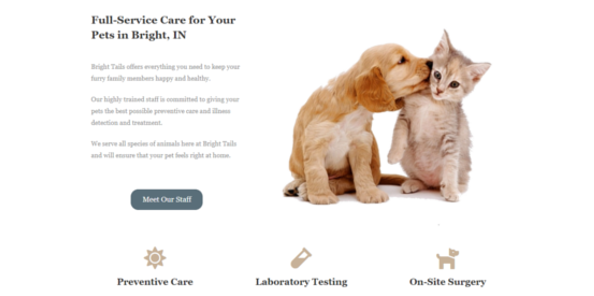 Full-Service Care for Your
Pets in Bright, IN
Bright Tails offers everything you need to keep your
furry family members happy and healthy.
Our highly trained staff is committed to giving your
pets the best possible preventive care and illness
detection and treatment.
We serve all species of animals here at Bright Tails
and will ensure that your pet feels right at home.
Meet Our Staff
Preventive Care
Laboratory Testing
On-Site Surgery